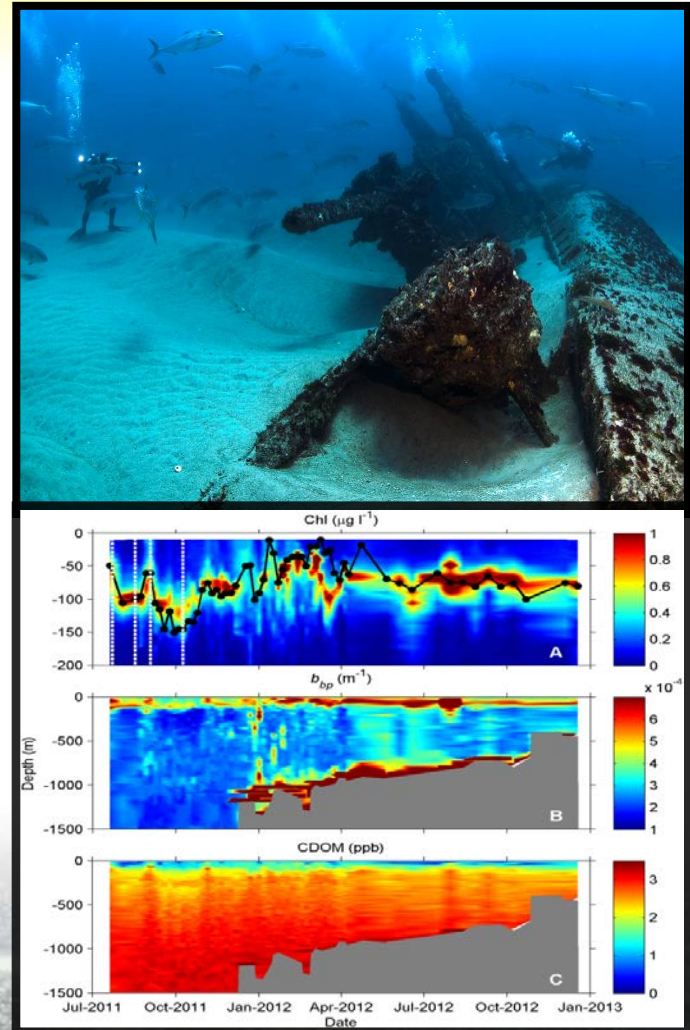 Chl (µg l⁻¹)
0
-50
-100
-150
-200
A
1
0.8
0.6
0.4
0.2
0
b_bp (m⁻¹)
0
-500
-1000
-1500
B
x 10⁻⁴
6
5
4
3
2
1
Depth (m)
CDOM (ppb)
0
-500
-1000
-1500
C
3
2
1
0
Jul-2011 Oct-2011 Jan-2012 Apr-2012 Jul-2012 Oct-2012 Jan-2013
Date